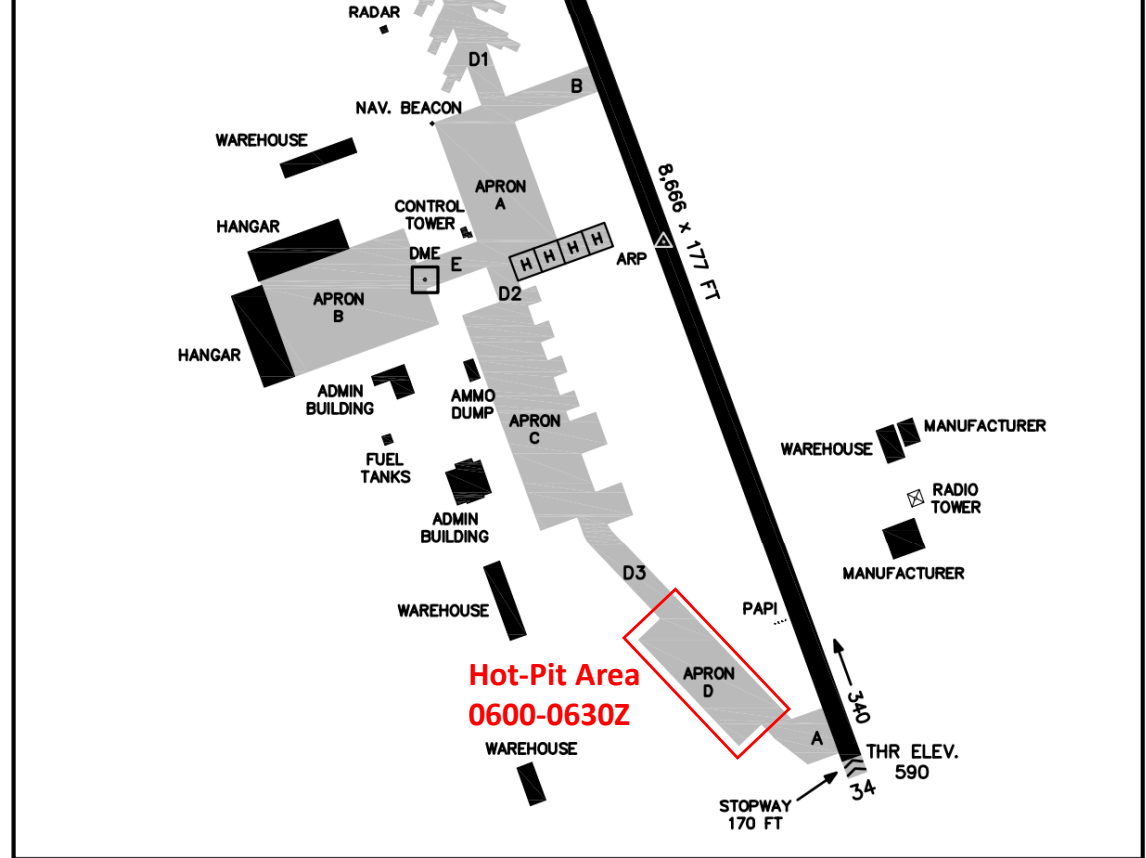 RADAR
D1
B
NAV. BEACON
WAREHOUSE
8,666 x 177 FT
APRON
A
CONTROL
TOWER
HANGAR
H H H H
ARP
DME
E
D2
APRON
B
HANGAR
ADMIN
BUILDING
AMMO
DUMP
APRON
C
MANUFACTURER
WAREHOUSE
FUEL
TANKS
RADIO
TOWER
ADMIN
BUILDING
MANUFACTURER
D3
WAREHOUSE
PAPI
Hot-Pit Area
0600-0630Z
APRON
D
340
A
WAREHOUSE
THR ELEV.
590
34
STOPWAY
170 FT